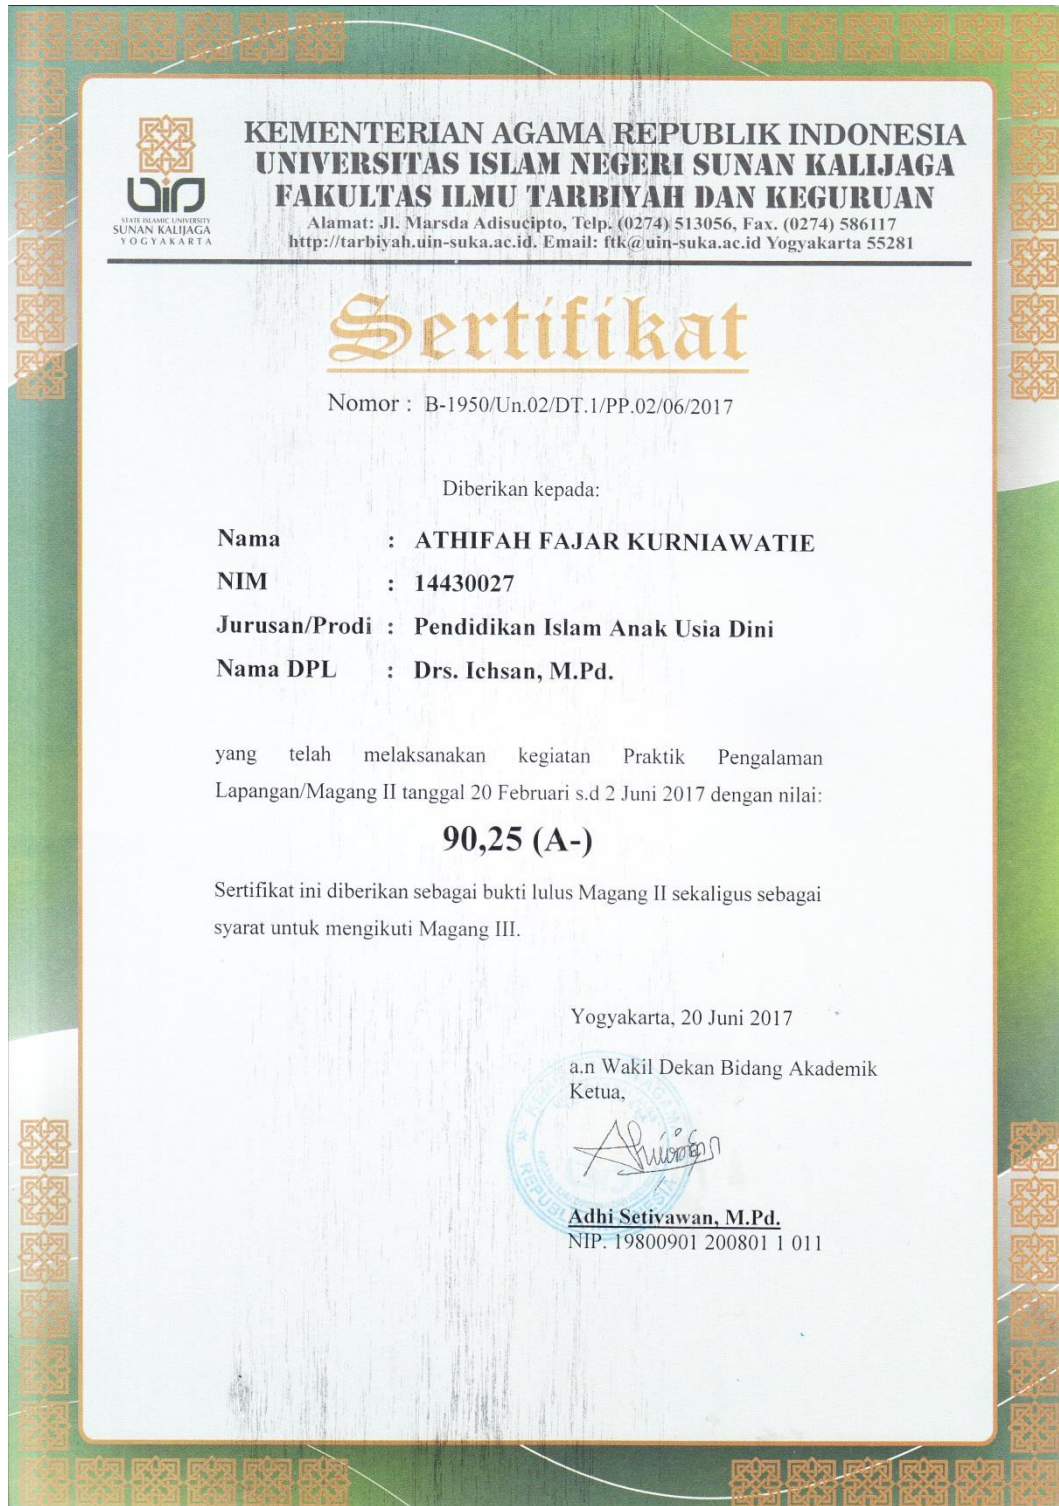 KEMENTERIAN AGAMA REPUBLIK INDONESIA
UNIVERSITAS ISLAM NEGERI SUNAN KALIJAGA
FAKULTAS ILMU TARBIYAH DAN KEGURUAN
Alamat: Jl. Marsda Adisucipto, Telp. (0274) 513056, Fax. (0274) 586117
http://tarbiyah.uin-suka.ac.id. Email: ftk@uin-suka.ac.id Yogyakarta 55281
uin
STATE ISLAMIC UNIVERSITY
SUNAN KALIJAGA
YOGYAKARTA
Sertifikat
Nomor : B-1950/Un.02/DT.1/PP.02/06/2017
Diberikan kepada:
Nama : ATHIFAH FAJAR KURNIAWATIE
NIM : 14430027
Jurusan/Prodi : Pendidikan Islam Anak Usia Dini
Nama DPL : Drs. Ichsan, M.Pd.
yang telah melaksanakan kegiatan Praktik Pengalaman
Lapangan/Magang II tanggal 20 Februari s.d 2 Juni 2017 dengan nilai:
90,25 (A-)
Sertifikat ini diberikan sebagai bukti lulus Magang II sekaligus sebagai
syarat untuk mengikuti Magang III.
Yogyakarta, 20 Juni 2017
a.n Wakil Dekan Bidang Akademik
Ketua,
REPUBLIK INDONESIA
Adhi Setiyawan, M.Pd.
NIP. 19800901 200801 1 011